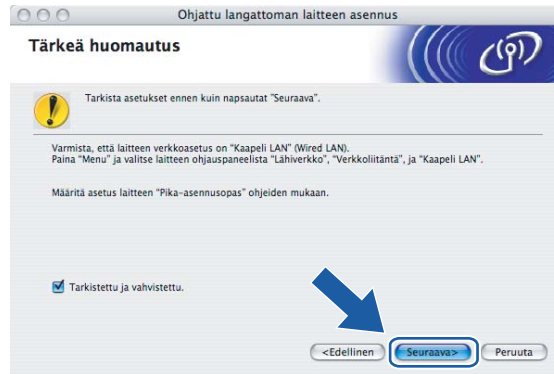 Ohjattu langattoman laitteen asennus
Tärkeä huomautus
Tarkista asetukset ennen kuin napsautat "Seuraava".
Varmista, että laitteen verkkoasetus on "Kaapeli LAN" (Wired LAN).
Paina "Menu" ja valitse laitteen ohjauspaneelista "Lähiverkko", "Verkkoliitäntä", ja "Kaapeli LAN".
Määritä asetus laitteen "Pika-asennusopas" ohjeiden mukaan.
Tarkistettu ja vahvistettu.
<Edellinen Seuraava> Peruuta